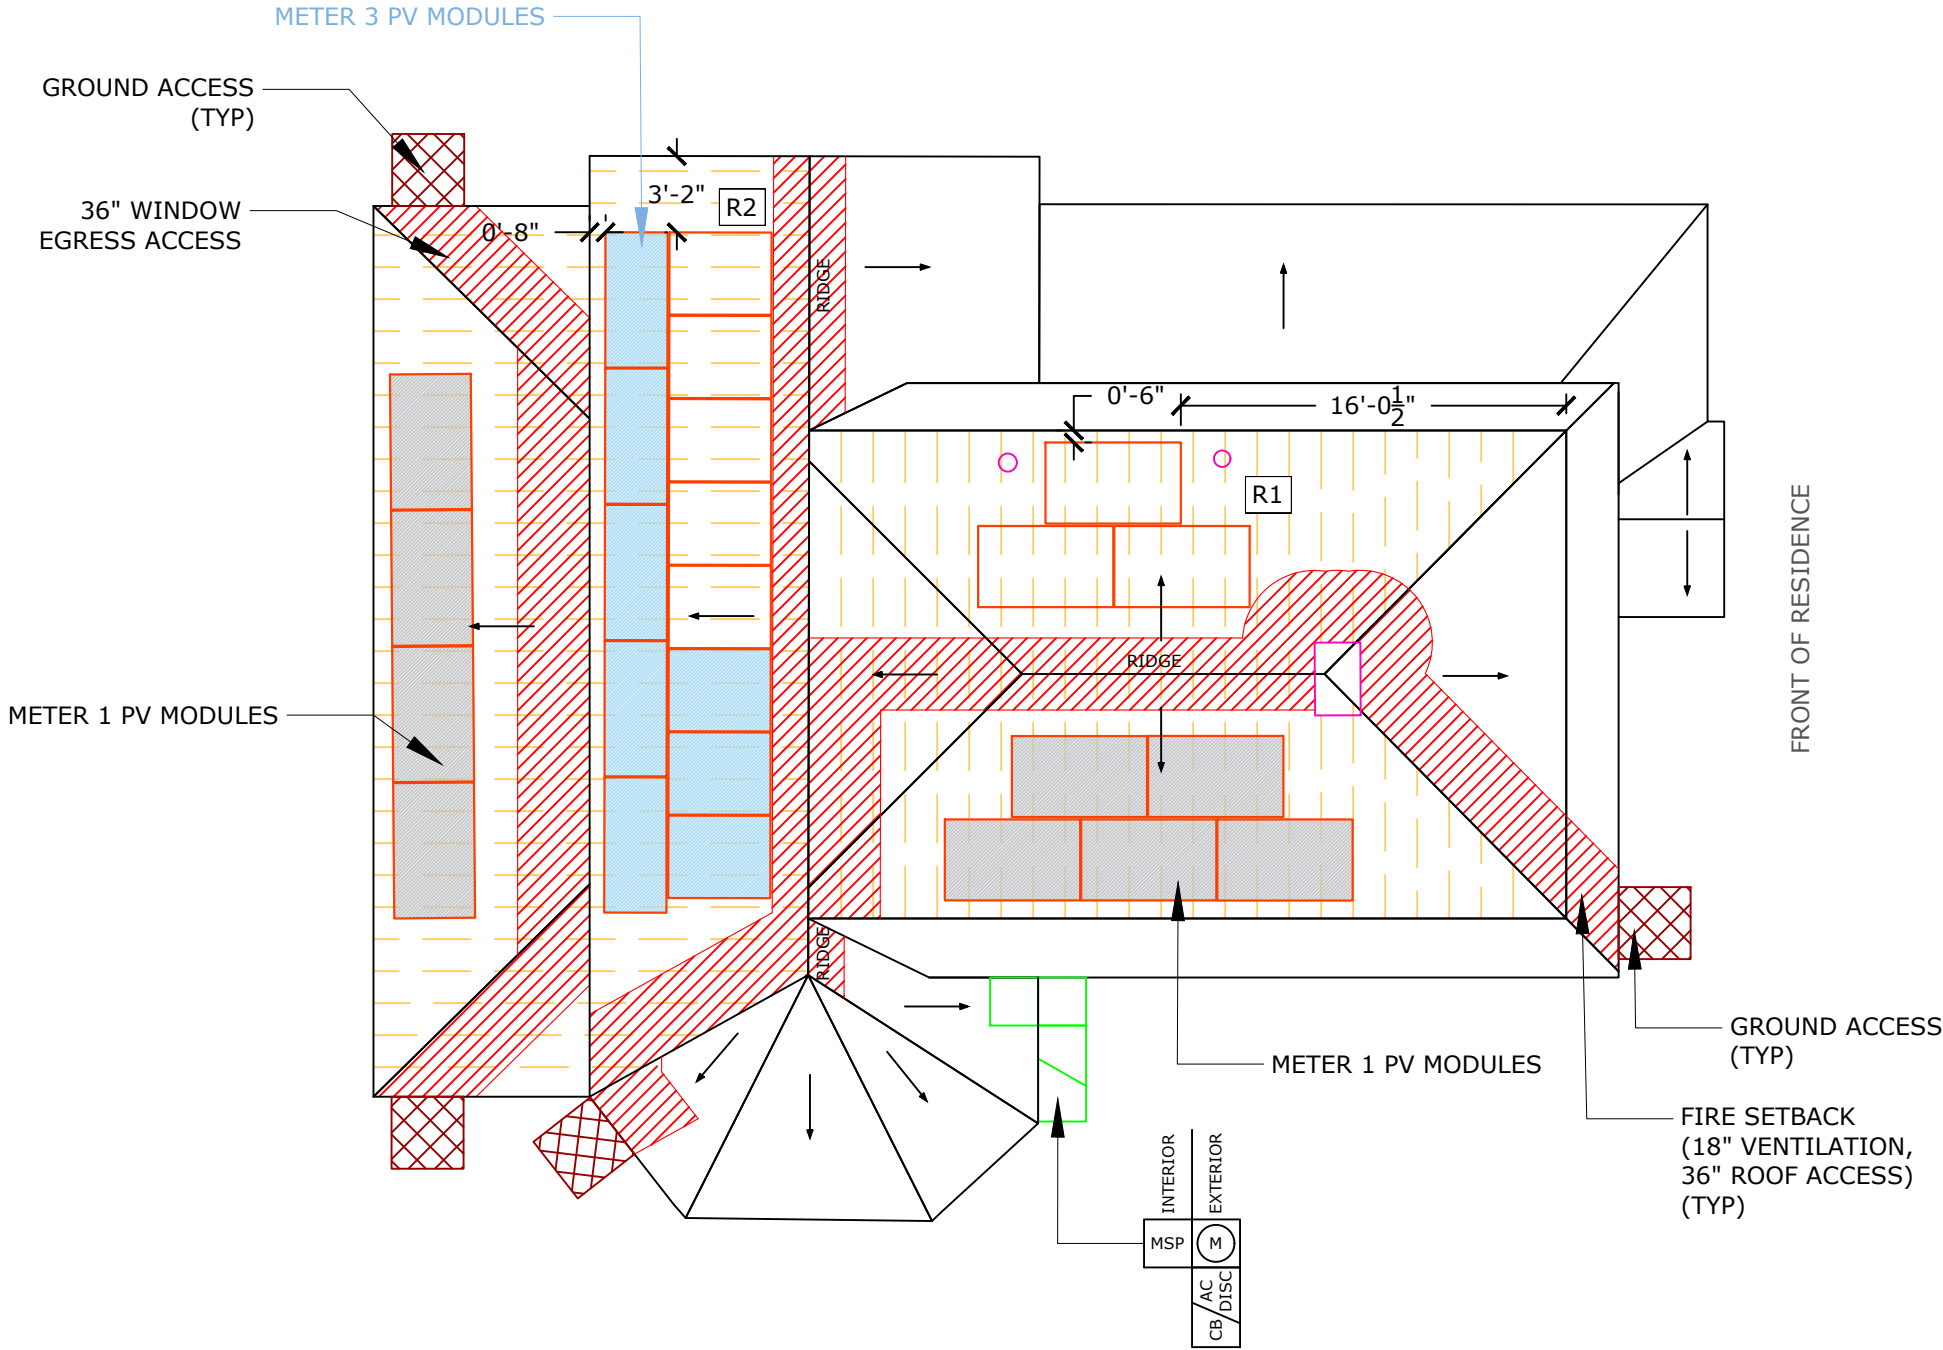 METER 3 PV MODULES
GROUND ACCESS
(TYP)
36" WINDOW
EGRESS ACCESS
3'-2"
R2
0'-8"
RIDGE
0'-6"
16'-0 1/2"
R1
RIDGE
METER 1 PV MODULES
FRONT OF RESIDENCE
RIDGE
METER 1 PV MODULES
GROUND ACCESS
(TYP)
FIRE SETBACK
(18" VENTILATION,
36" ROOF ACCESS)
(TYP)
INTERIOR
EXTERIOR
MSP
M
CB/AC
DISC